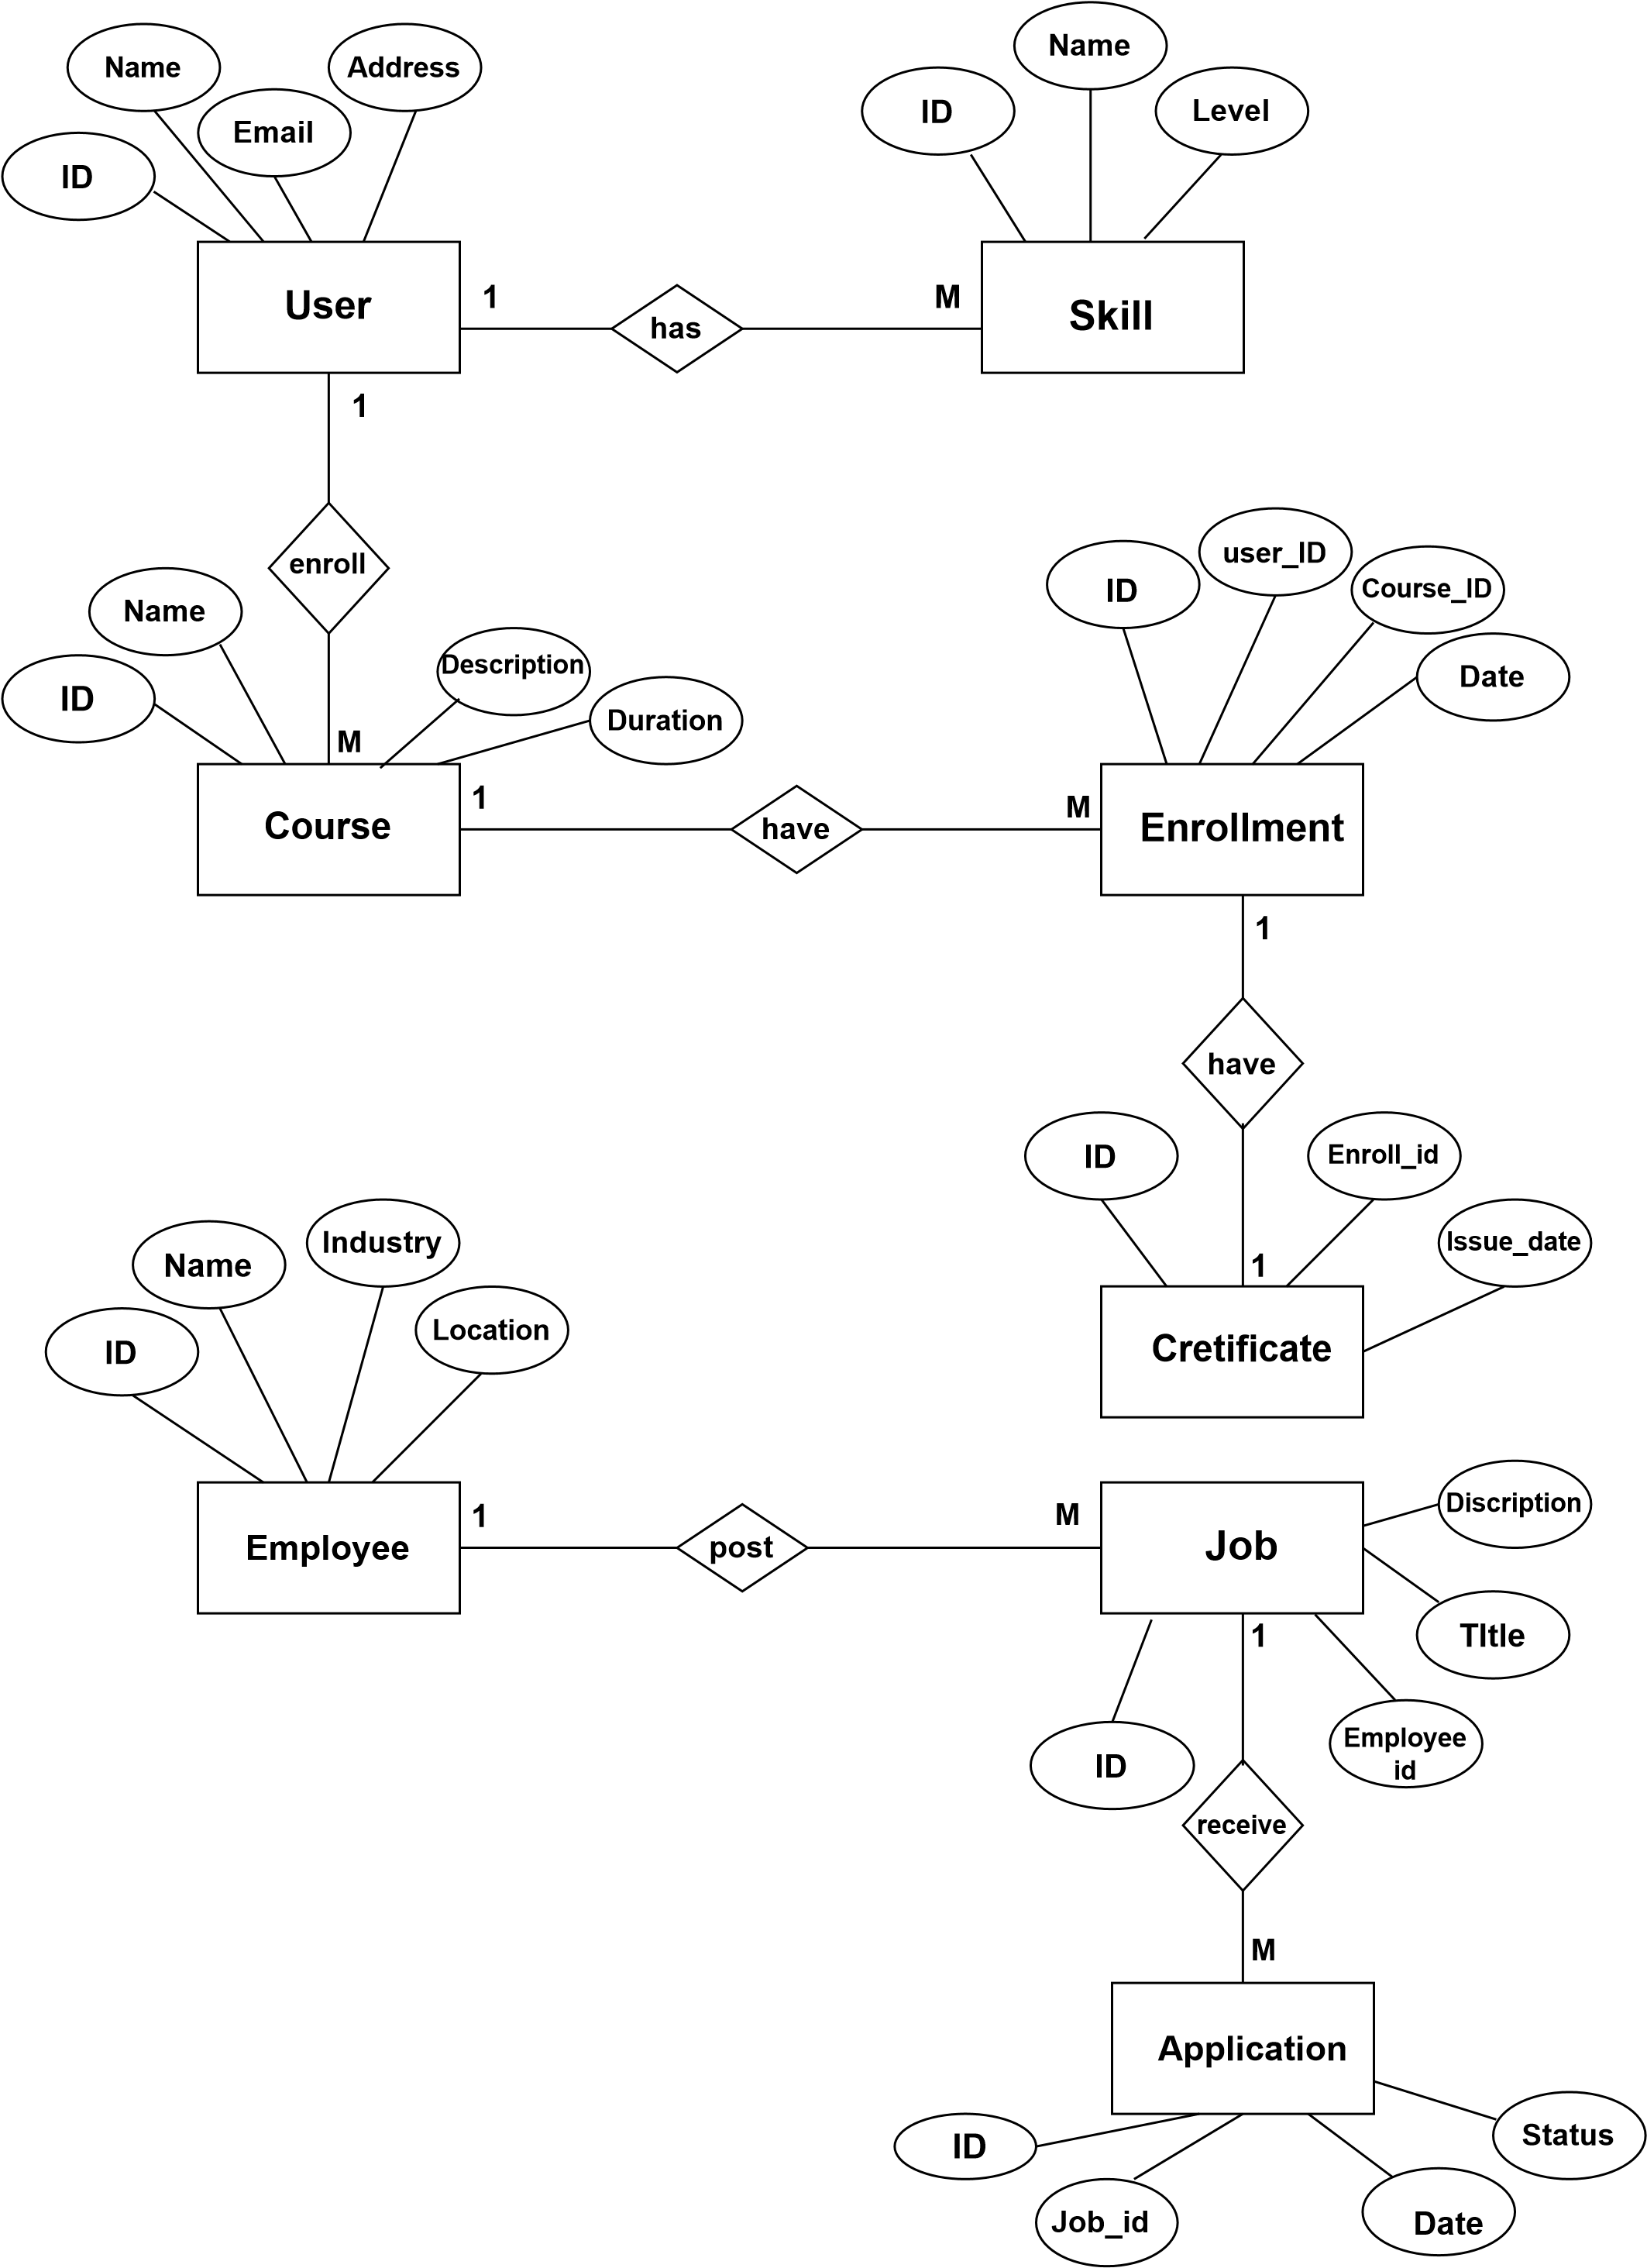 Name
Address
Email
ID
User
1
has
M
Name
ID
Level
Skill
1
enroll
M
Name
ID
Description
Duration
Course
1
have
M
ID
user_ID
Course_ID
Date
Enrollment
1
have
1
ID
Enroll_id
Issue_date
Cretificate
Industry
Name
Location
ID
Employee
1
post
M
Job
Discription
TItle
Employee
id
ID
1
receive
M
Application
Status
ID
Job_id
Date